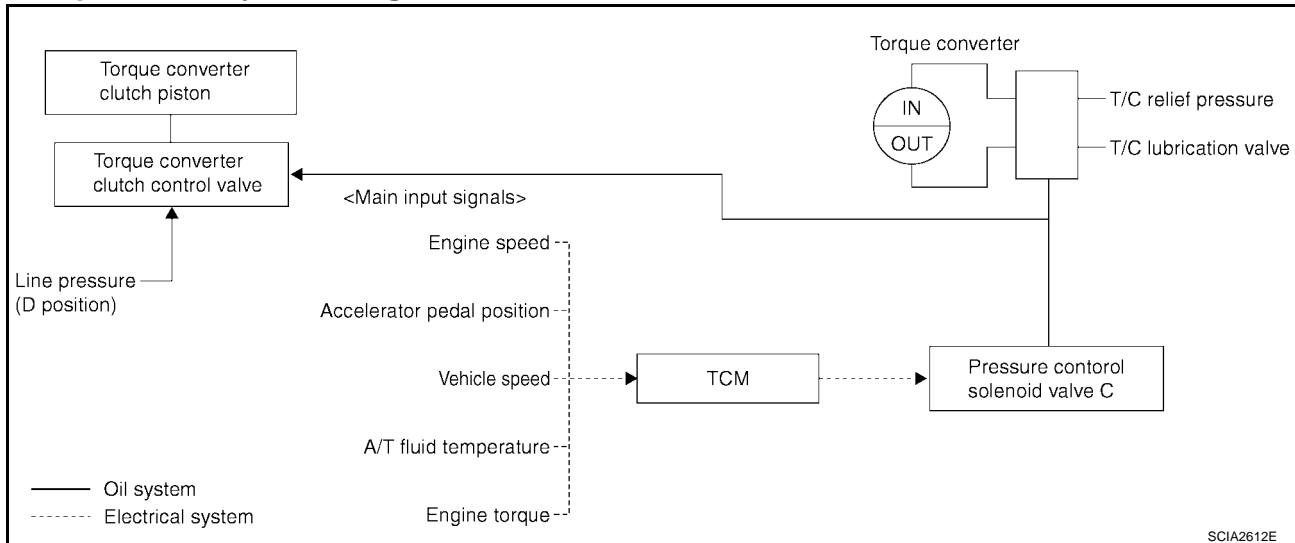 Torque converter
clutch piston
Torque converter
clutch control valve
Line pressure
(D position)
<Main input signals>
Engine speed
Accelerator pedal position
Vehicle speed
A/T fluid temperature
Engine torque
TCM
Pressure contorol
solenoid valve C
Torque converter
IN
OUT
T/C relief pressure
T/C lubrication valve
Oil system
Electrical system
SCIA2612E